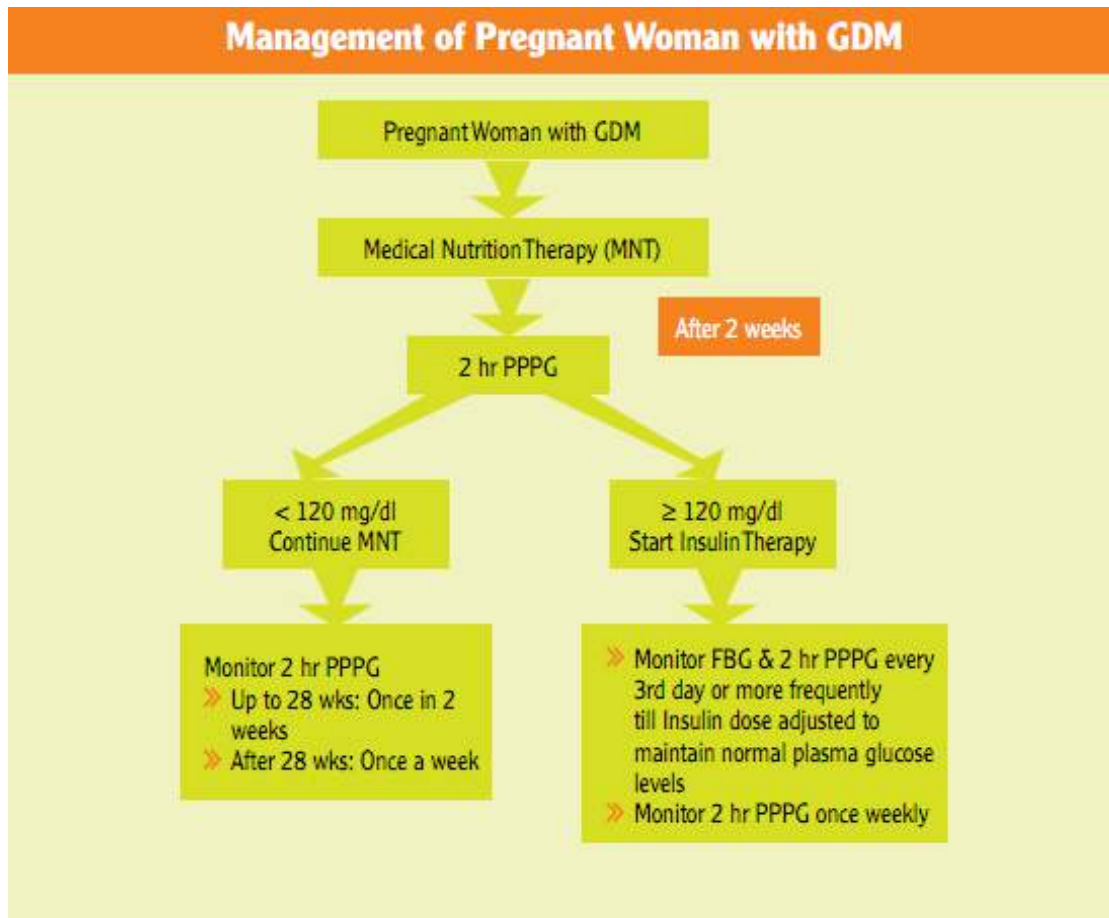 Management of Pregnant Woman with GDM
Pregnant Woman with GDM
Medical Nutrition Therapy (MNT)
After 2 weeks
2 hr PPPG
< 120 mg/dl
Continue MNT
≥ 120 mg/dl
Start Insulin Therapy
Monitor 2 hr PPPG
» Up to 28 wks: Once in 2
weeks
» After 28 wks: Once a week
» Monitor FBG & 2 hr PPPG every
3rd day or more frequently
till Insulin dose adjusted to
maintain normal plasma glucose
levels
» Monitor 2 hr PPPG once weekly